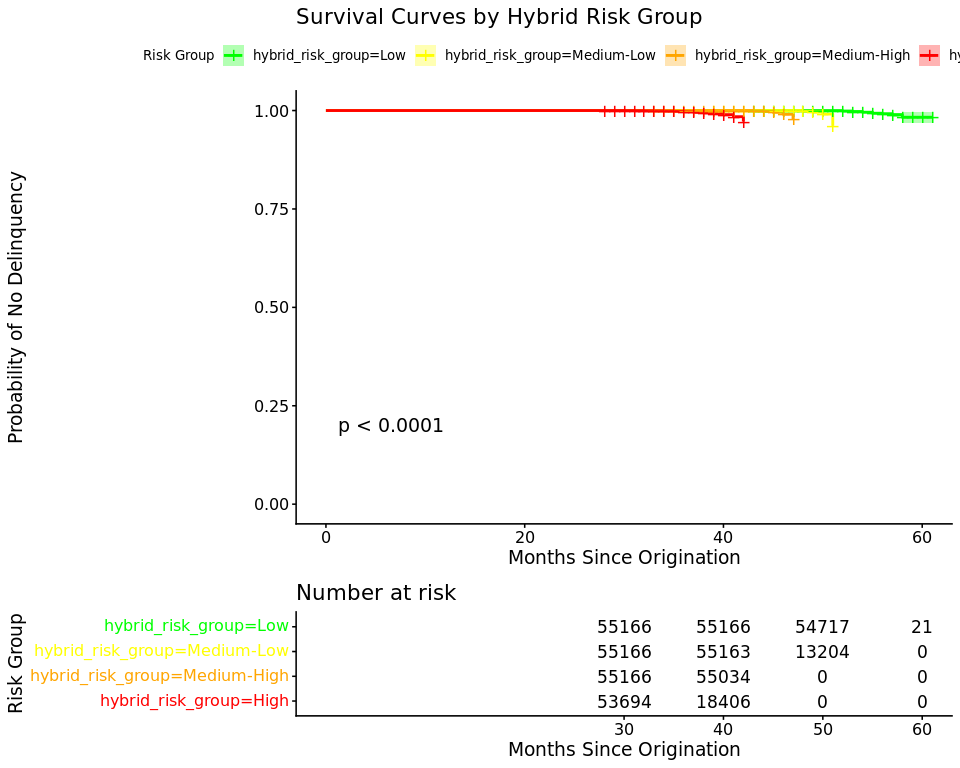 Survival Curves by Hybrid Risk Group
Risk Group hybrid_risk_group=Low hybrid_risk_group=Medium-Low hybrid_risk_group=Medium-High
Probability of No Delinquency
1.00
0.75
0.50
0.25
0.00
p < 0.0001
0 20 40 60
Months Since Origination
Number at risk
Risk Group
hybrid_risk_group=Low 55166 55166 54717 21
hybrid_risk_group=Medium-Low 55166 55163 13204 0
hybrid_risk_group=Medium-High 55166 55034 0 0
hybrid_risk_group=High 53694 18406 0 0
30 40 50 60
Months Since Origination